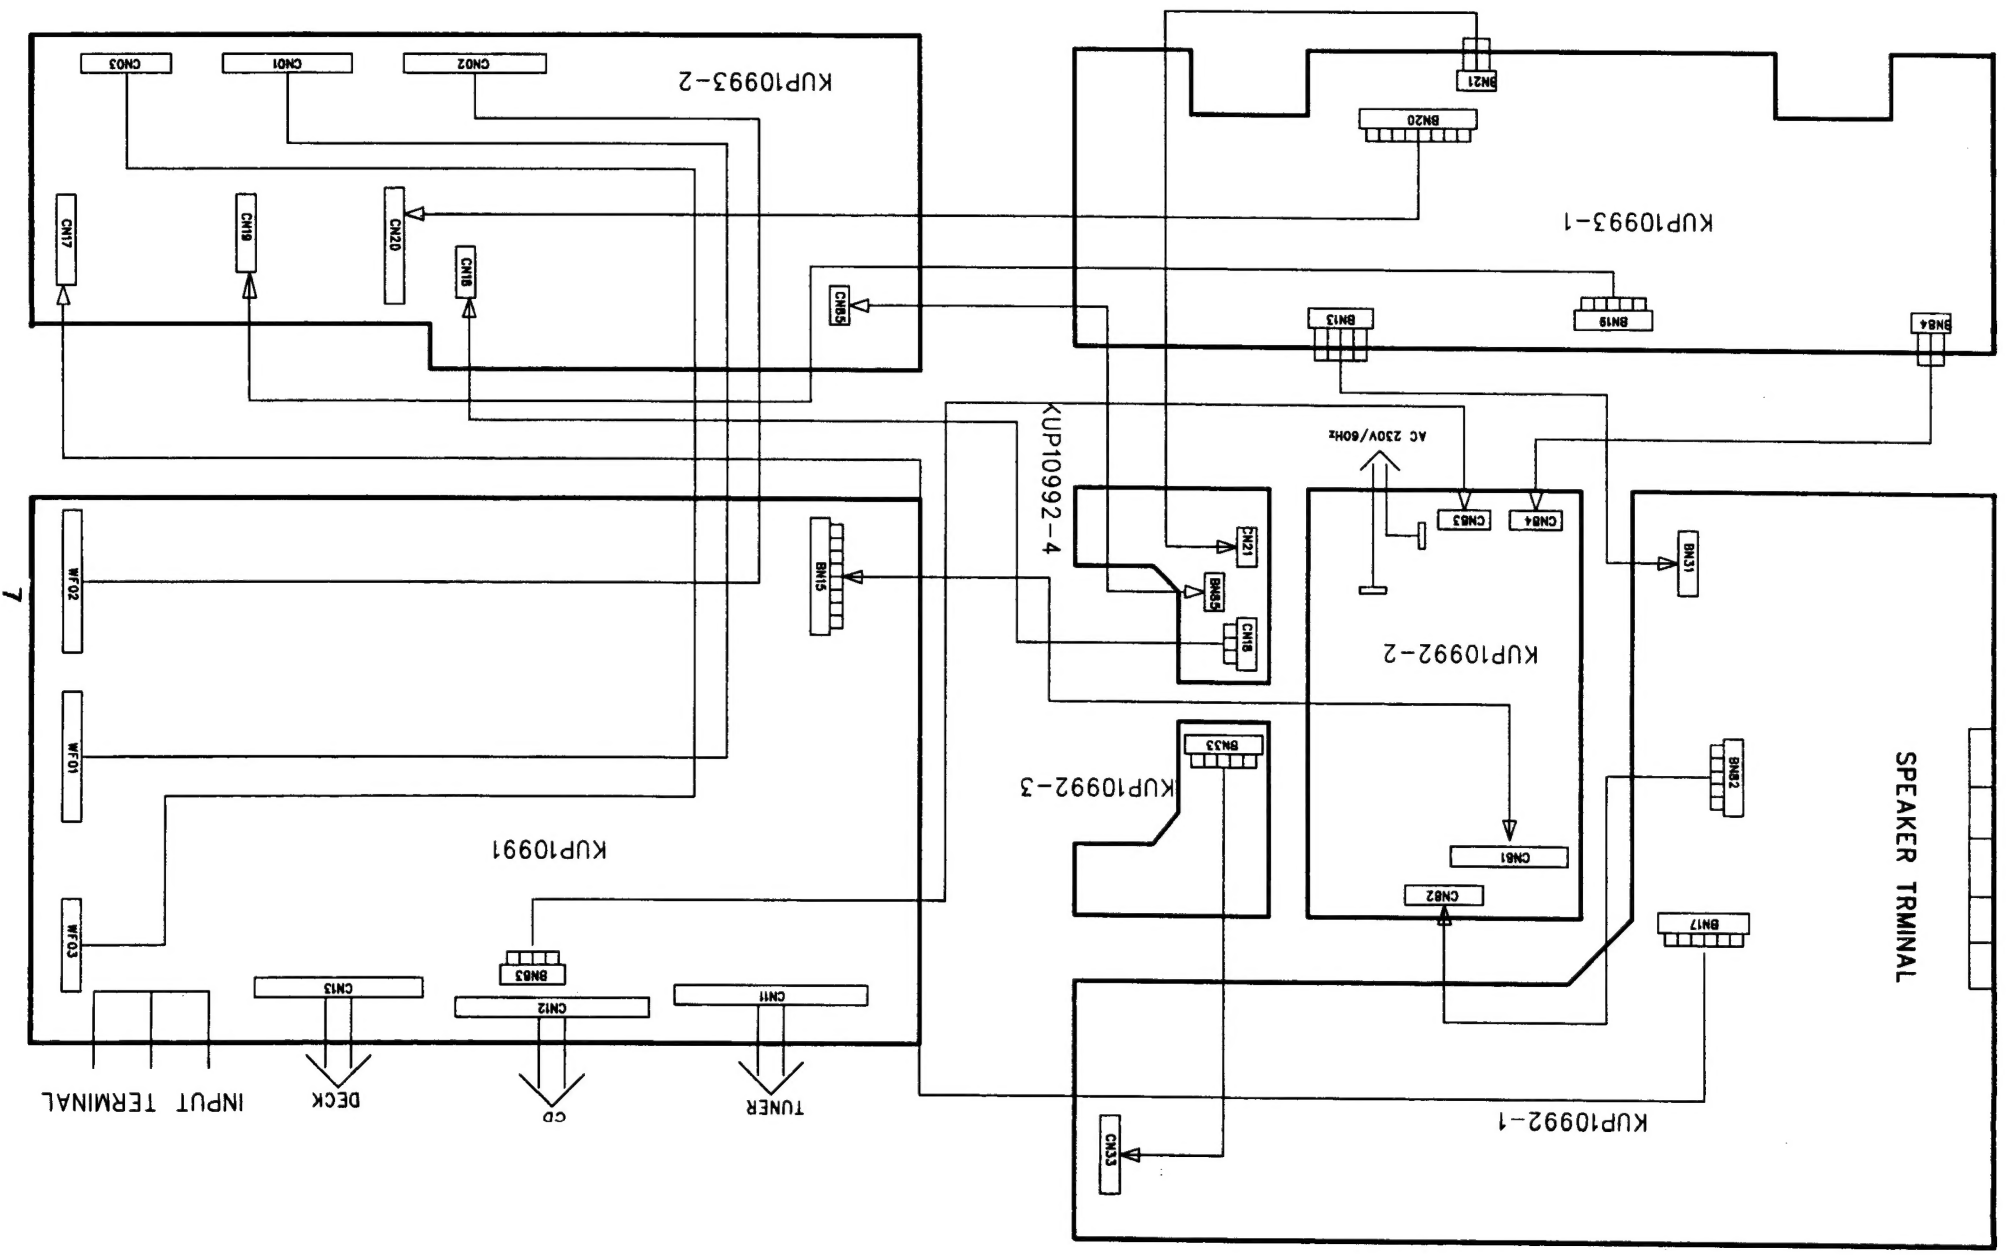 CN03
CN01
CN02
KUP10993-2
CN17
CN19
CN20
CN18
CN85
BN21
BN20
KUP10993-1
BN13
BN19
BN84
KUP10992-4
AC 230V/60Hz
CN21
BN85
CN18
CN83
CN84
KUP10992-2
CN81
CN82
BN31
BN82
BN17
SPEAKER TRMINAL
KUP10992-1
BN33
KUP10992-3
CN33
WF02
BN15
WF01
KUP10991
WF03
CN13
BN83
CN12
CN11
INPUT TERMINAL
DECK
CD
TUNER
7